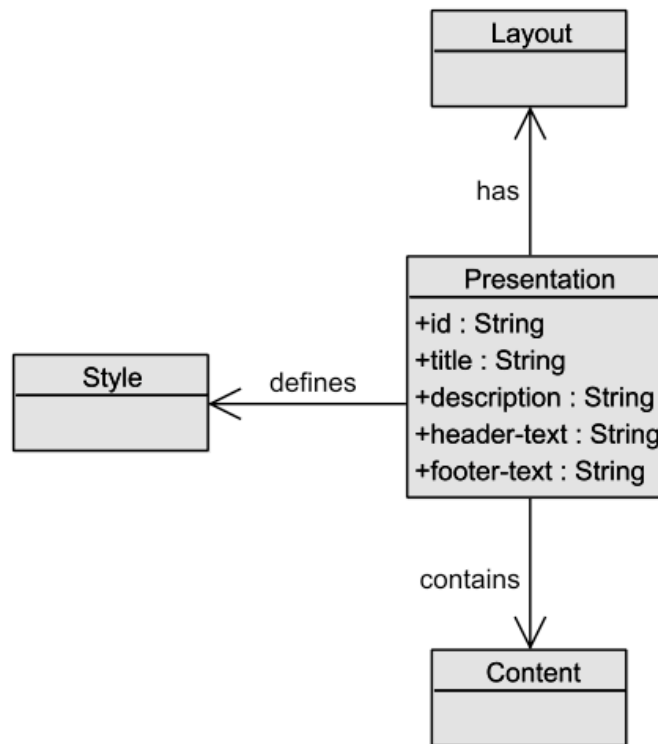 Layout
has
Presentation
+id : String
+title : String
+description : String
+header-text : String
+footer-text : String
Style
defines
contains
Content